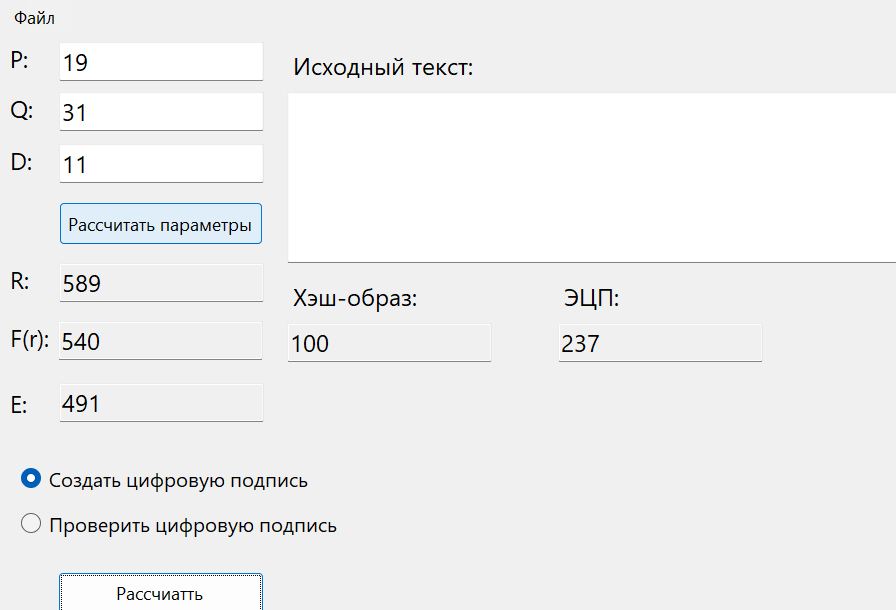 Файл
P: 19
Q: 31
D: 11
Рассчитать параметры
R: 589
F(r): 540
E: 491
Исходный текст:
Хэш-образ: ЭЦП:
100 237
Создать цифровую подпись
Проверить цифровую подпись
Рассчиатть